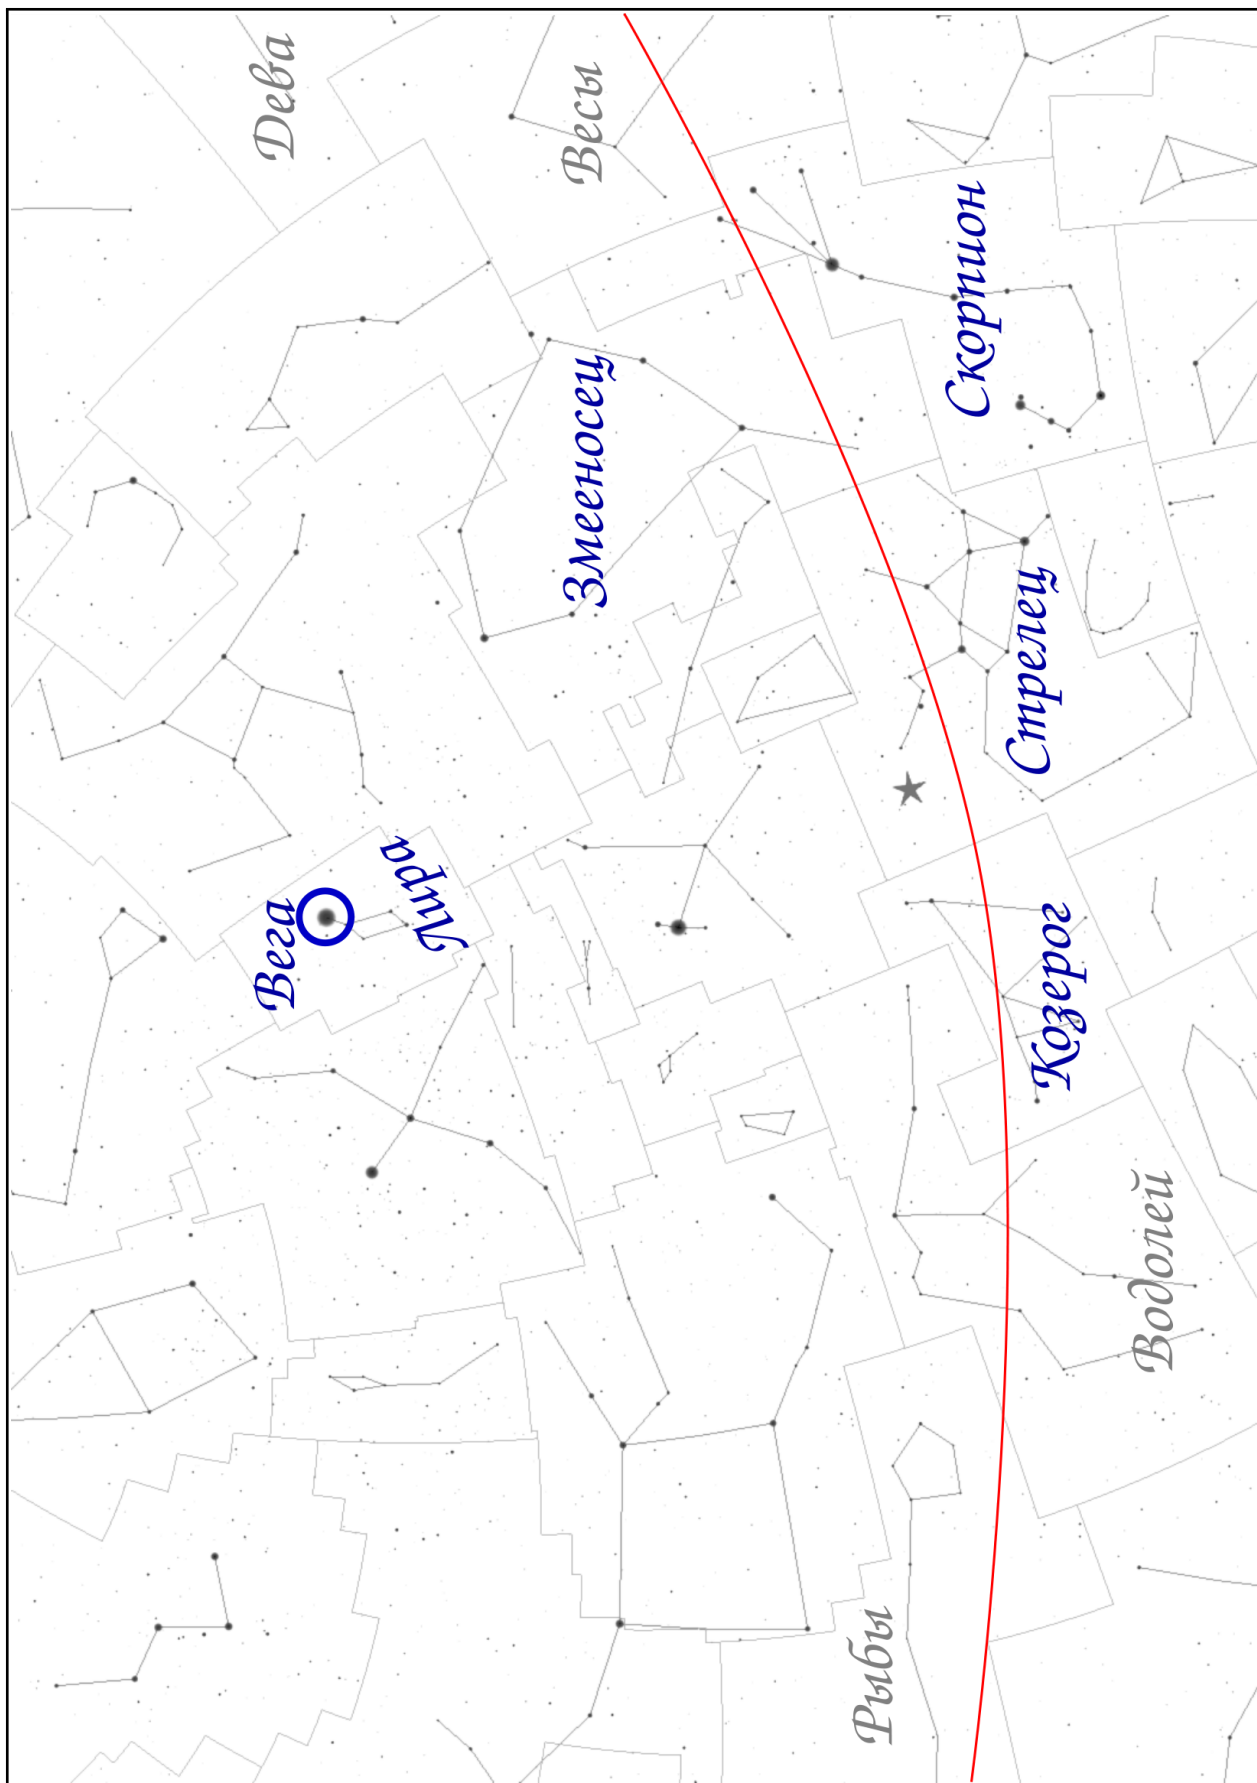 Дева
Весы
Скорпион
Змееносец
Стрелец
Лира
Вега
Козерог
Водолей
Рыбы